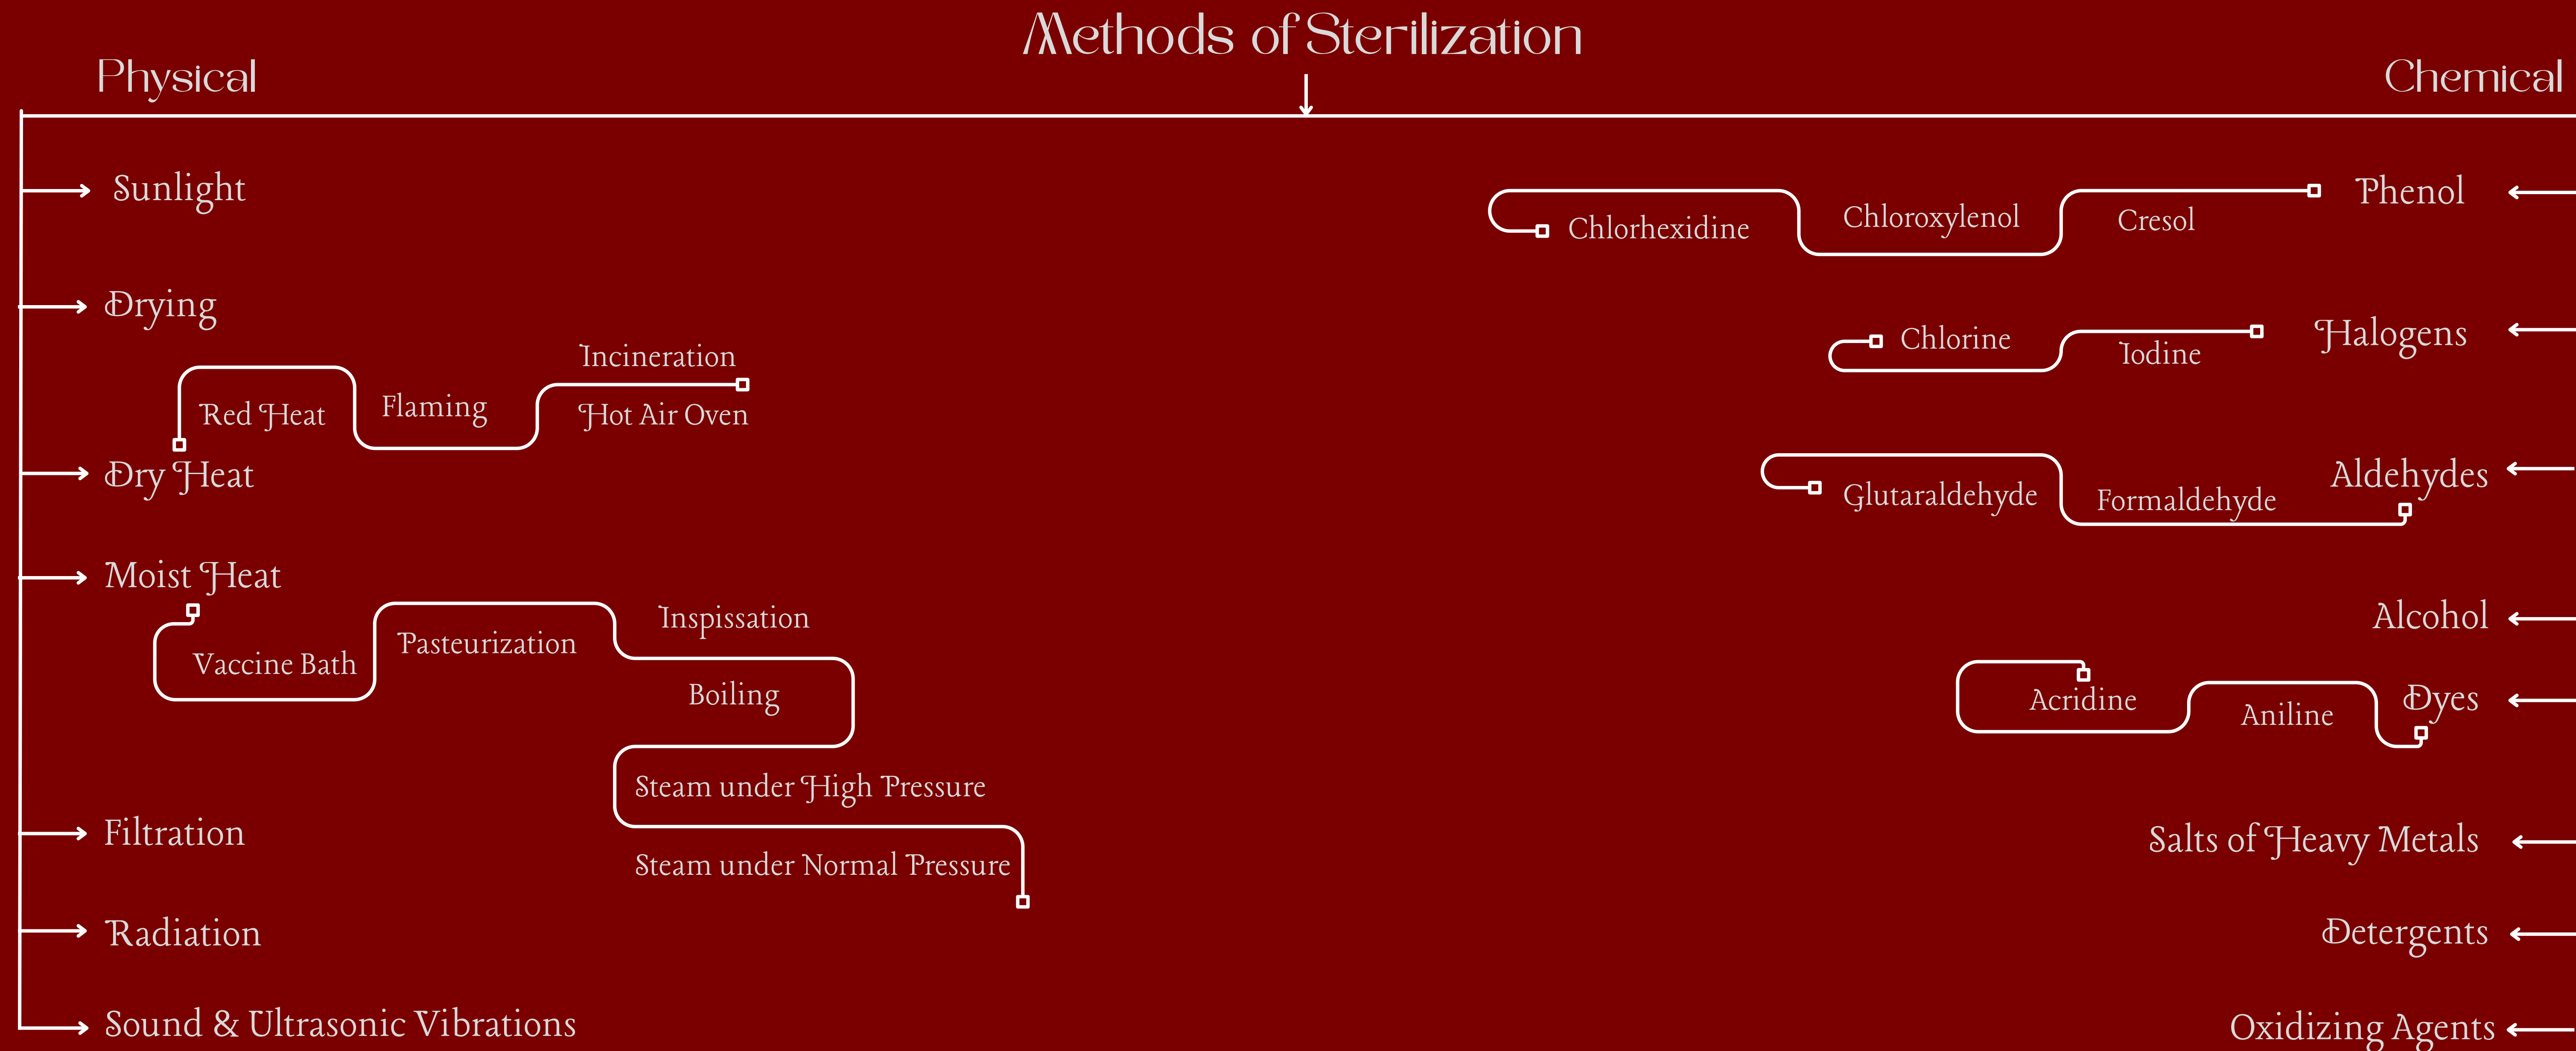 Methods of Sterilization
Physical
Chemical
Sunlight
Drying
Incineration
Red Heat
Flaming
Hot Air Oven
Dry Heat
Moist Heat
Vaccine Bath
Pasteurization
Inspissation
Boiling
Steam under High Pressure
Steam under Normal Pressure
Filtration
Radiation
Sound & Ultrasonic Vibrations
Phenol
Cresol
Chloroxylenol
Chlorhexidine
Halogens
Iodine
Chlorine
Aldehydes
Formaldehyde
Glutaraldehyde
Alcohol
Dyes
Aniline
Acridine
Salts of Heavy Metals
Detergents
Oxidizing Agents